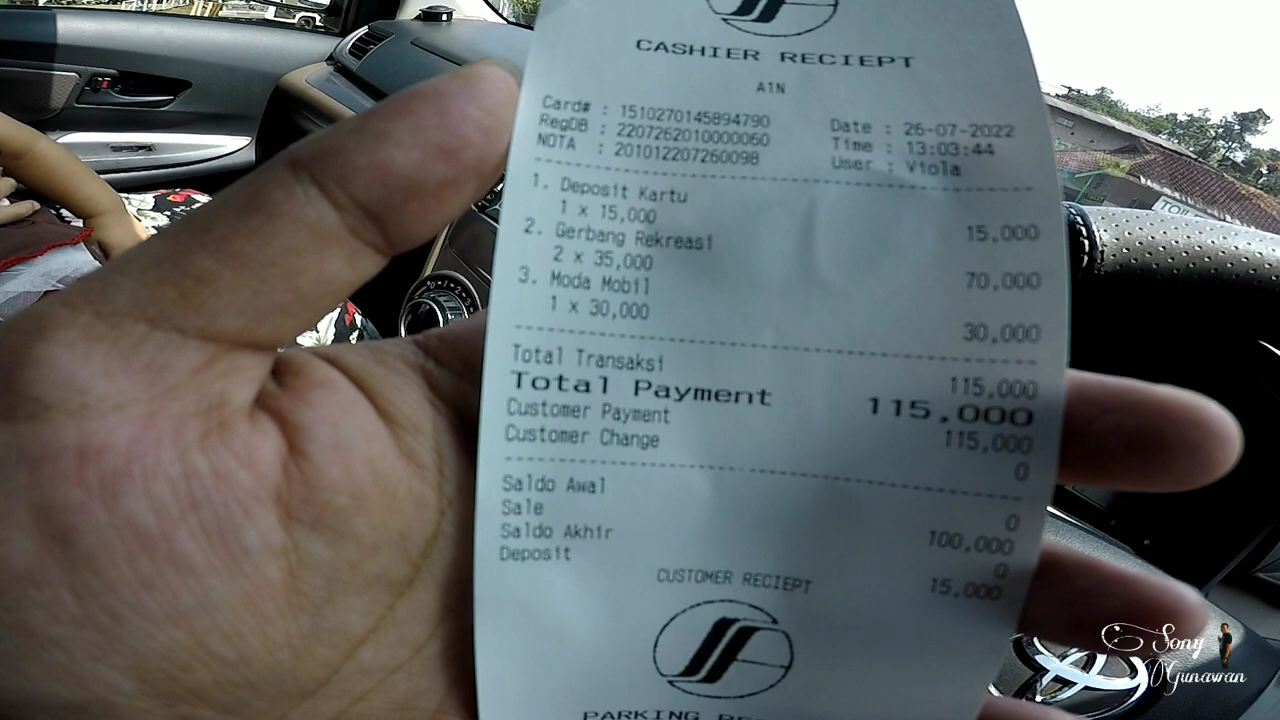 CASHIER RECIEPT
A1N
Card# : 1510270145894790
RegDB : 2207262010000060
NOTA : 201012207260098
Date : 26-07-2022
Time : 13:03:44
User : Viola
1. Deposit Kartu
1 x 15,000 15,000
2. Gerbang Rekreasi
2 x 35,000 70,000
3. Moda Mobil
1 x 30,000 30,000
Total Transaksi 115,000
Total Payment 115,000
Customer Payment 115,000
Customer Change 0
Saldo Awal 0
Sale 100,000
Saldo Akhir 0
Deposit 15,000
CUSTOMER RECIEPT
PARKING
Sony
Gunawan